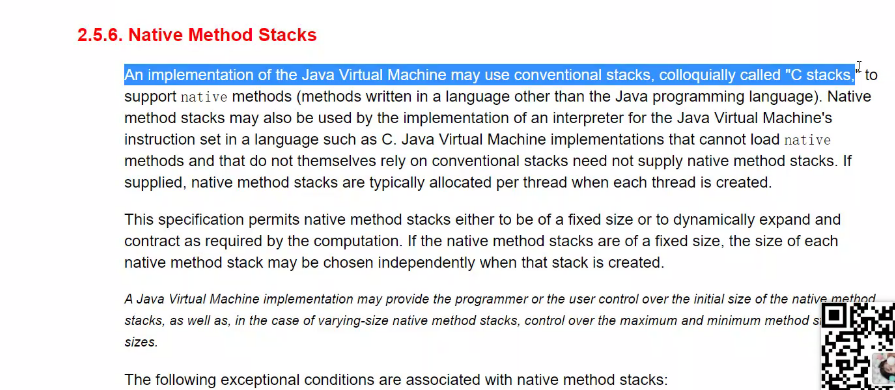 2.5.6. Native Method Stacks
An implementation of the Java Virtual Machine may use conventional stacks, colloquially called "C stacks," to
support native methods (methods written in a language other than the Java programming language). Native
method stacks may also be used by the implementation of an interpreter for the Java Virtual Machine's
instruction set in a language such as C. Java Virtual Machine implementations that cannot load native
methods and that do not themselves rely on conventional stacks need not supply native method stacks. If
supplied, native method stacks are typically allocated per thread when each thread is created.
This specification permits native method stacks either to be of a fixed size or to dynamically expand and
contract as required by the computation. If the native method stacks are of a fixed size, the size of each
native method stack may be chosen independently when that stack is created.
A Java Virtual Machine implementation may provide the programmer or the user control over the initial size of the native method
stacks, as well as, in the case of varying-size native method stacks, control over the maximum and minimum method
sizes.
The following exceptional conditions are associated with native method stacks: